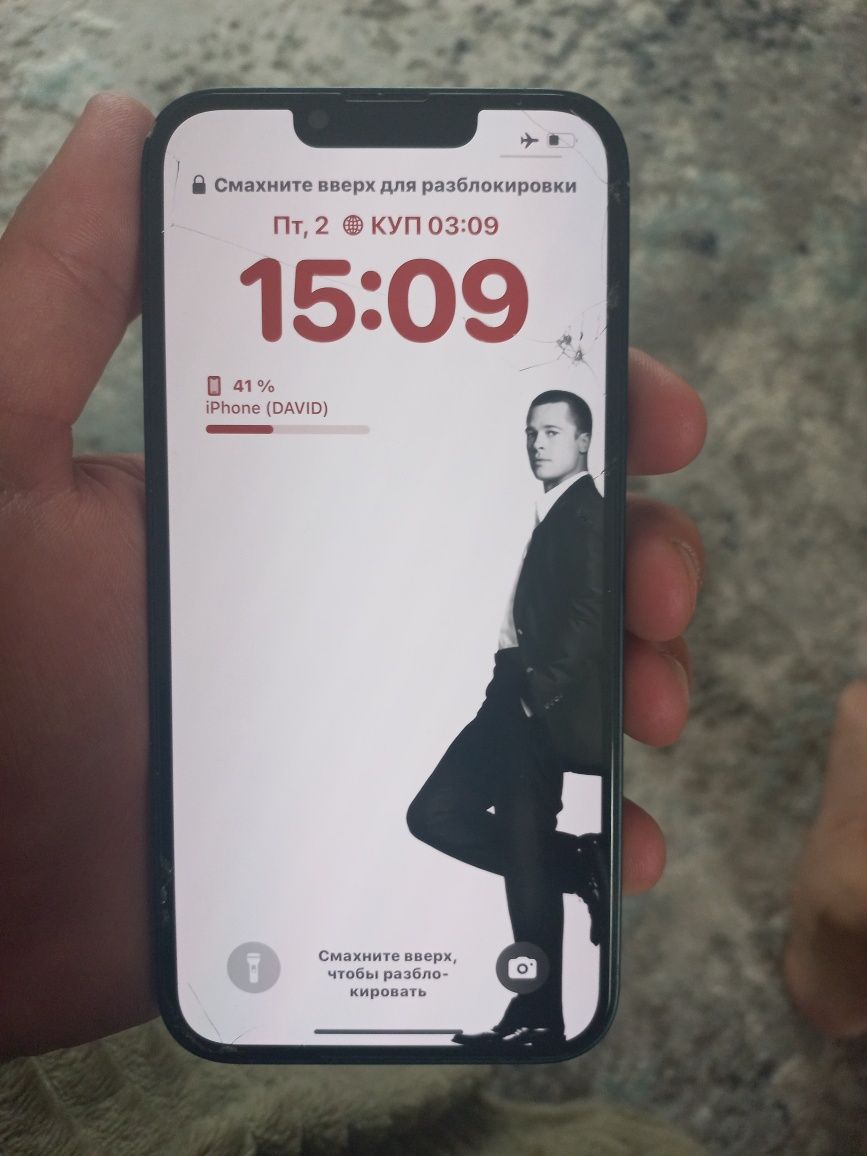 Смахните вверх для разблокировки
Пт, 2 КУП 03:09
15:09
41 %
iPhone (DAVID)
Смахните вверх,
чтобы разбло-
кировать